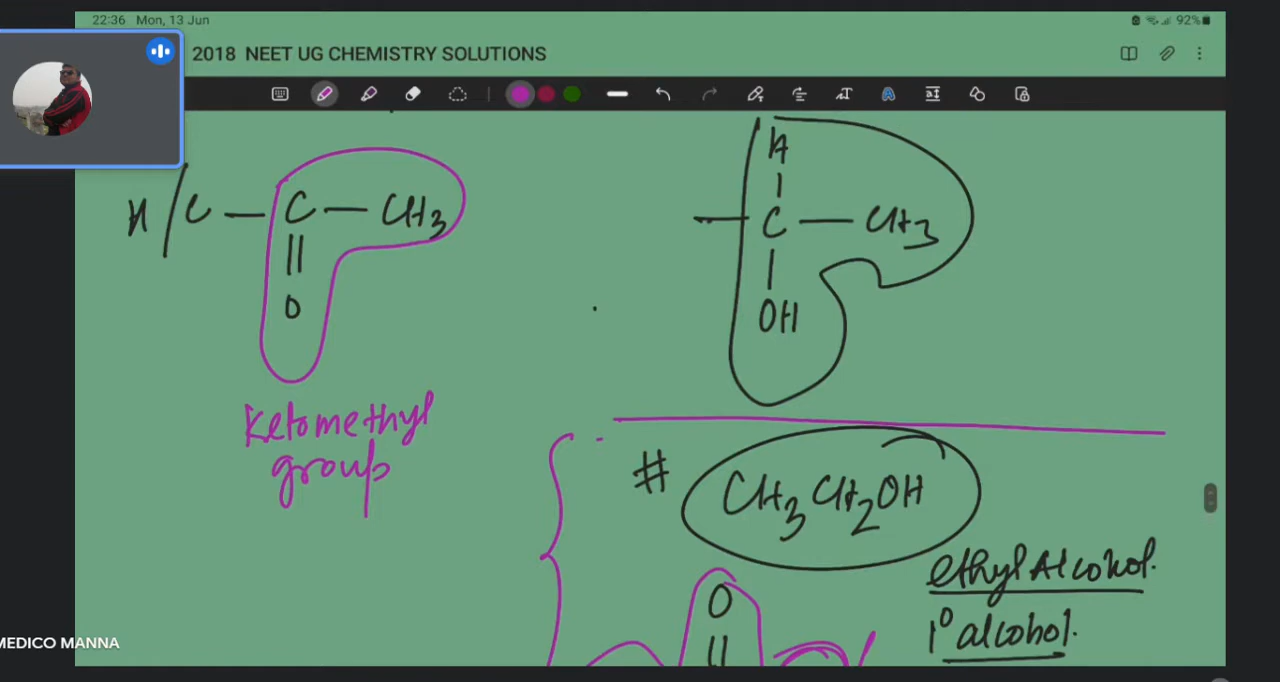 22:36 Mon, 13 Jun
92%
2018 NEET UG CHEMISTRY SOLUTIONS
H
H/C — C — CH3
— C — CH3
||
|
O
OH
Ketomethyl
group
# CH3CH2OH
ethyl Alcohol.
O
1° alcohol.
||
MEDICO MANNA